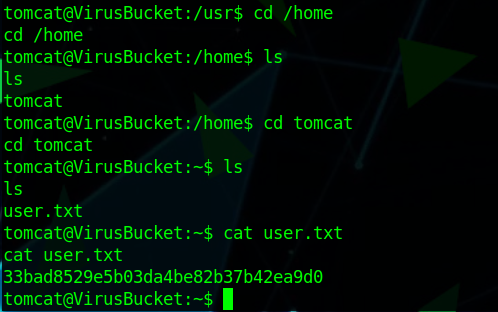 tomcat@VirusBucket:/usr$ cd /home
cd /home
tomcat@VirusBucket:/home$ ls
ls
tomcat
tomcat@VirusBucket:/home$ cd tomcat
cd tomcat
tomcat@VirusBucket:~$ ls
ls
user.txt
tomcat@VirusBucket:~$ cat user.txt
cat user.txt
33bad8529e5b03da4be82b37b42ea9d0
tomcat@VirusBucket:~$